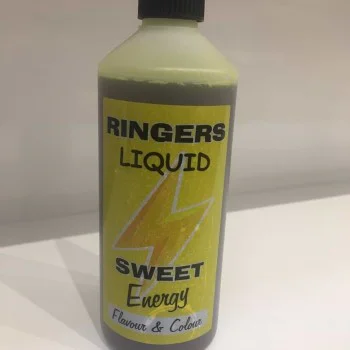 RINGERS
LIQUID
SWEET
Energy
Flavour & Colour